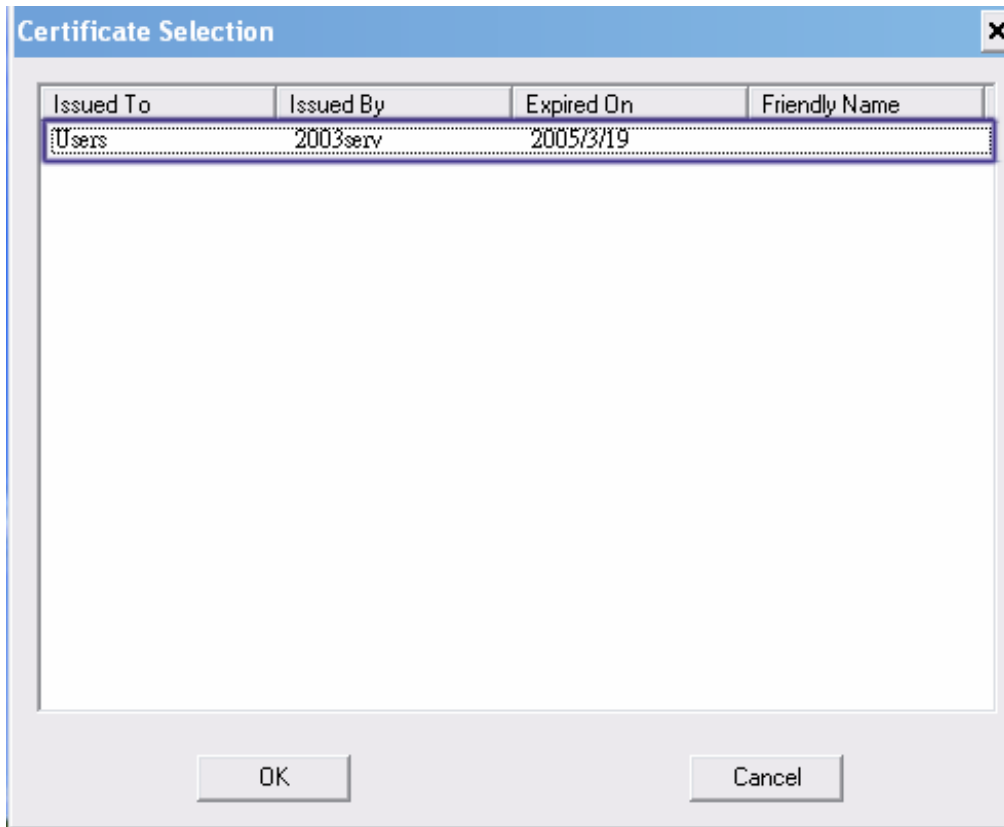 Certificate Selection
Issued To Issued By Expired On Friendly Name
Users 2003serv 2005/3/19
OK Cancel